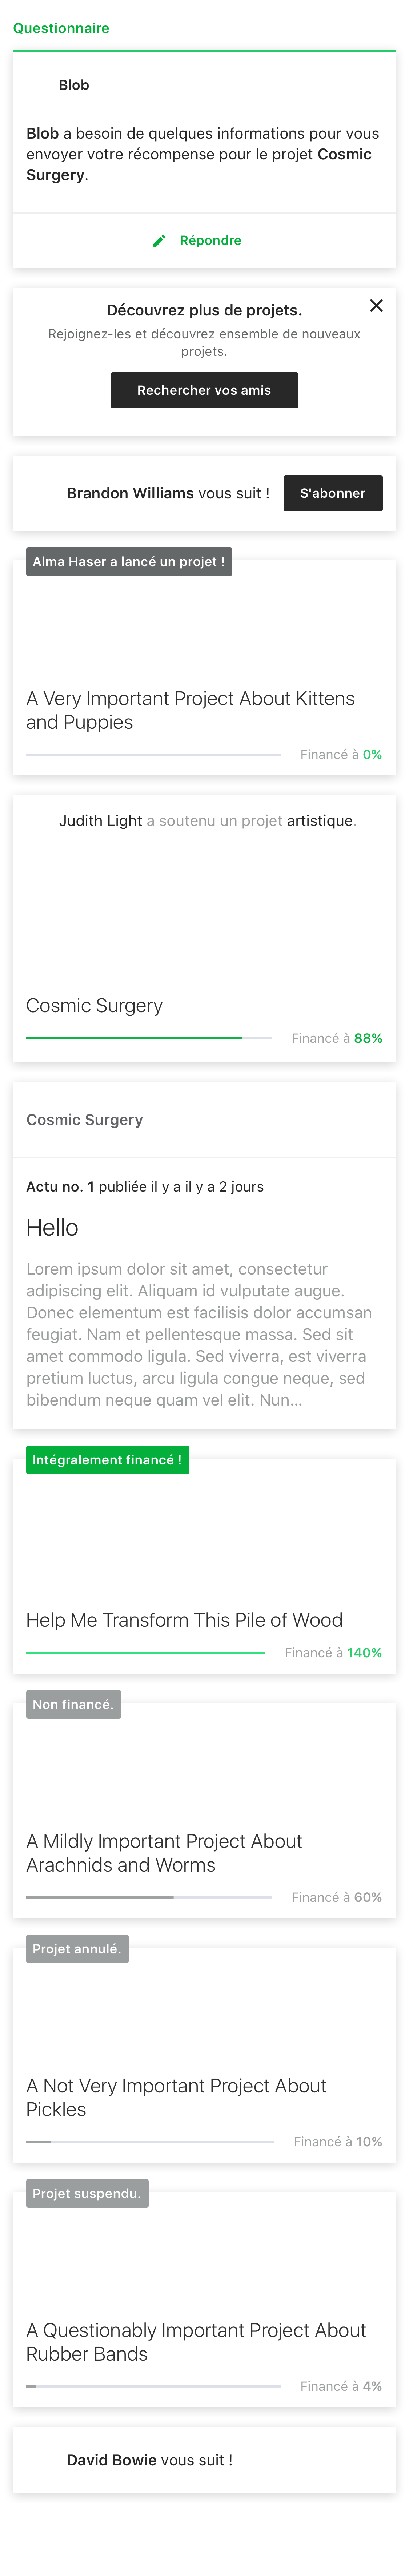 Questionnaire
Blob
Blob a besoin de quelques informations pour vous
envoyer votre récompense pour le projet Cosmic
Surgery.
Répondre
Découvrez plus de projets.
Rejoignez-les et découvrez ensemble de nouveaux
projets.
Rechercher vos amis
Brandon Williams vous suit ! S'abonner
Alma Haser a lancé un projet !
A Very Important Project About Kittens
and Puppies
Financé à 0%
Judith Light a soutenu un projet artistique.
Cosmic Surgery
Financé à 88%
Cosmic Surgery
Actu no. 1 publiée il y a il y a 2 jours
Hello
Lorem ipsum dolor sit amet, consectetur
adipiscing elit. Aliquam id vulputate augue.
Donec elementum est facilisis dolor accumsan
feugiat. Nam et pellentesque massa. Sed sit
amet commodo ligula. Sed viverra, est viverra
pretium luctus, arcu ligula congue neque, sed
bibendum neque quam vel elit. Nun...
Intégralement financé !
Help Me Transform This Pile of Wood
Financé à 140%
Non financé.
A Mildly Important Project About
Arachnids and Worms
Financé à 60%
Projet annulé.
A Not Very Important Project About
Pickles
Financé à 10%
Projet suspendu.
A Questionably Important Project About
Rubber Bands
Financé à 4%
David Bowie vous suit !